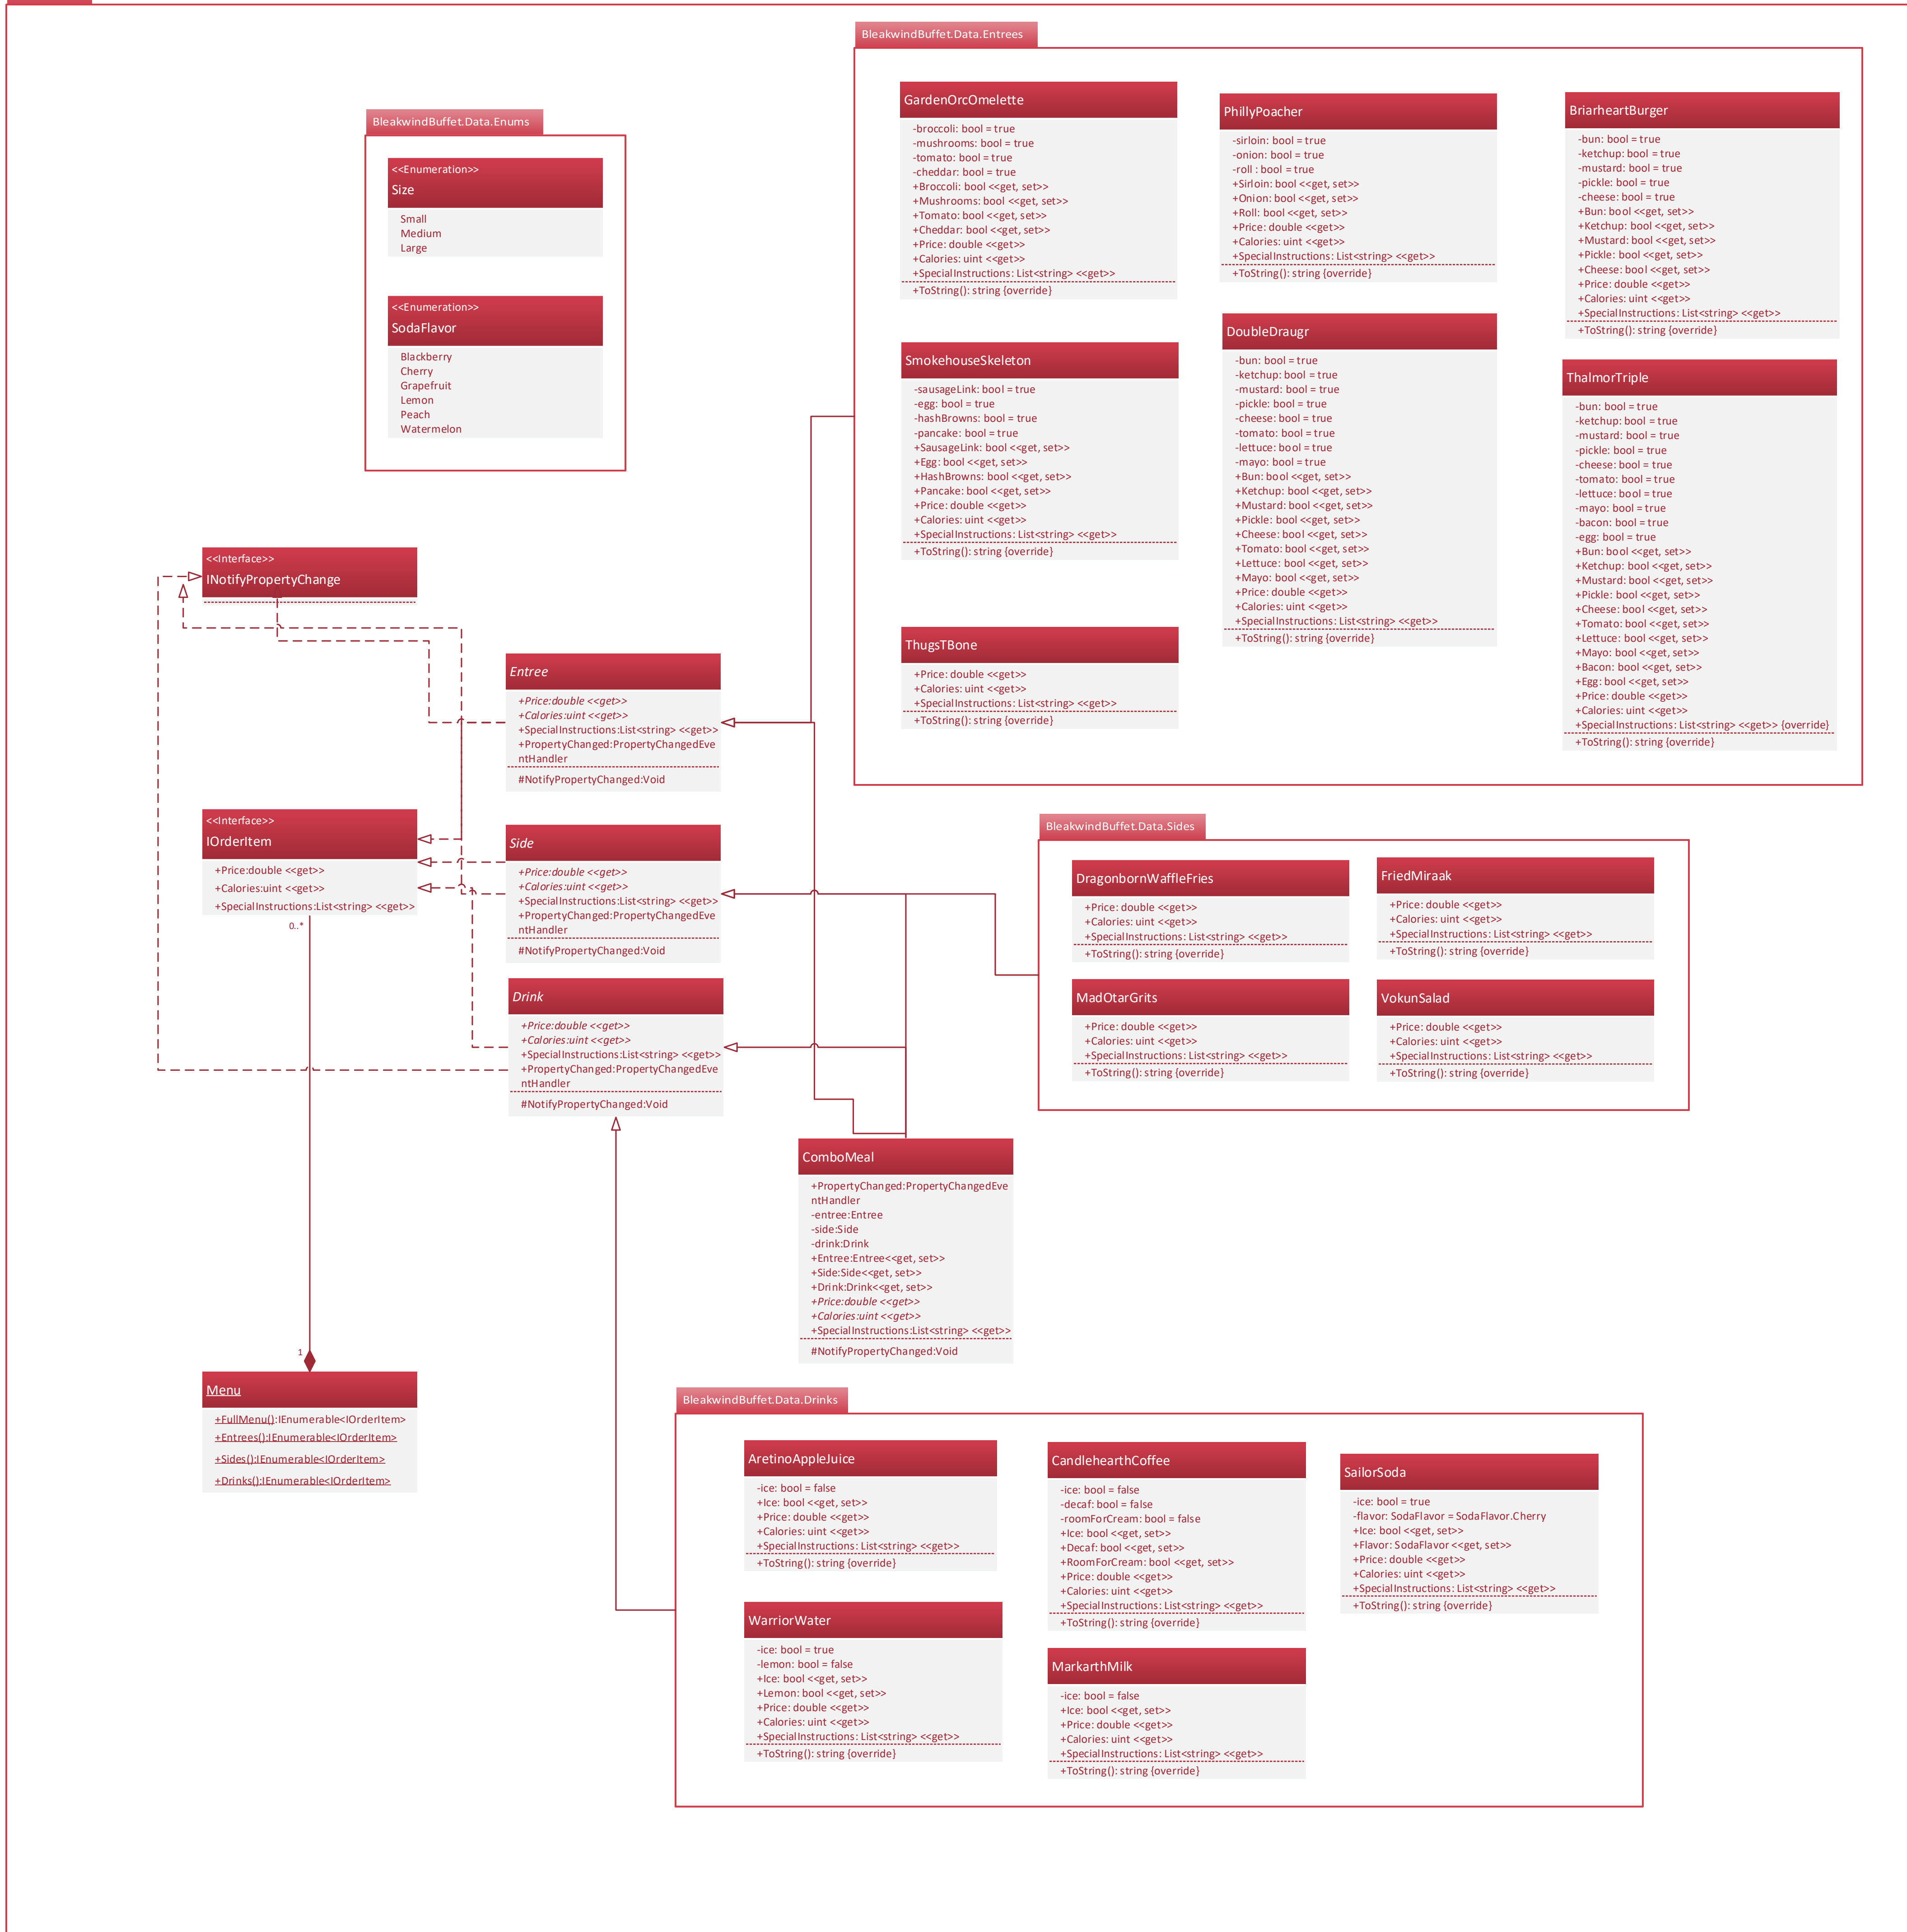 BleakwindBuffet.Data.Entrees
GardenOrcOmelette
-broccoli: bool = true
-mushrooms: bool = true
-tomato: bool = true
-cheddar: bool = true
+Broccoli: bool <<get, set>>
+Mushrooms: bool <<get, set>>
+Tomato: bool <<get, set>>
+Cheddar: bool <<get, set>>
+Price: double <<get>>
+Calories: uint <<get>>
+SpecialInstructions: List<string> <<get>>
+ToString(): string {override}
PhillyPoacher
-sirloin: bool = true
-onion: bool = true
-roll : bool = true
+Sirloin: bool <<get, set>>
+Onion: bool <<get, set>>
+Roll: bool <<get, set>>
+Price: double <<get>>
+Calories: uint <<get>>
+SpecialInstructions: List<string> <<get>>
+ToString(): string {override}
BriarheartBurger
-bun: bool = true
-ketchup: bool = true
-mustard: bool = true
-pickle: bool = true
-cheese: bool = true
+Bun: bool <<get, set>>
+Ketchup: bool <<get, set>>
+Mustard: bool <<get, set>>
+Pickle: bool <<get, set>>
+Cheese: bool <<get, set>>
+Price: double <<get>>
+Calories: uint <<get>>
+SpecialInstructions: List<string> <<get>>
+ToString(): string {override}
SmokehouseSkeleton
-sausageLink: bool = true
-egg: bool = true
-hashBrowns: bool = true
-pancake: bool = true
+SausageLink: bool <<get, set>>
+Egg: bool <<get, set>>
+HashBrowns: bool <<get, set>>
+Pancake: bool <<get, set>>
+Price: double <<get>>
+Calories: uint <<get>>
+SpecialInstructions: List<string> <<get>>
+ToString(): string {override}
DoubleDraugr
-bun: bool = true
-ketchup: bool = true
-mustard: bool = true
-pickle: bool = true
-cheese: bool = true
-tomato: bool = true
-lettuce: bool = true
-mayo: bool = true
+Bun: bool <<get, set>>
+Ketchup: bool <<get, set>>
+Mustard: bool <<get, set>>
+Pickle: bool <<get, set>>
+Cheese: bool <<get, set>>
+Tomato: bool <<get, set>>
+Lettuce: bool <<get, set>>
+Mayo: bool <<get, set>>
+Price: double <<get>>
+Calories: uint <<get>>
+SpecialInstructions: List<string> <<get>>
+ToString(): string {override}
ThalmorTriple
-bun: bool = true
-ketchup: bool = true
-mustard: bool = true
-pickle: bool = true
-cheese: bool = true
-tomato: bool = true
-lettuce: bool = true
-mayo: bool = true
-bacon: bool = true
-egg: bool = true
+Bun: bool <<get, set>>
+Ketchup: bool <<get, set>>
+Mustard: bool <<get, set>>
+Pickle: bool <<get, set>>
+Cheese: bool <<get, set>>
+Tomato: bool <<get, set>>
+Lettuce: bool <<get, set>>
+Mayo: bool <<get, set>>
+Bacon: bool <<get, set>>
+Egg: bool <<get, set>>
+Price: double <<get>>
+Calories: uint <<get>>
+SpecialInstructions: List<string> <<get>> {override}
+ToString(): string {override}
ThugsTBone
+Price: double <<get>>
+Calories: uint <<get>>
+SpecialInstructions: List<string> <<get>>
+ToString(): string {override}
BleakwindBuffet.Data.Enums
<<Enumeration>>
Size
Small
Medium
Large
<<Enumeration>>
SodaFlavor
Blackberry
Cherry
Grapefruit
Lemon
Peach
Watermelon
<<Interface>>
INotifyPropertyChange
Entree
+Price:double <<get>>
+Calories:uint <<get>>
+SpecialInstructions:List<string> <<get>>
+PropertyChanged:PropertyChangedEve
ntHandler
#NotifyPropertyChanged:Void
<<Interface>>
IOrderItem
+Price:double <<get>>
+Calories:uint <<get>>
+SpecialInstructions:List<string> <<get>>
0..*
Side
+Price:double <<get>>
+Calories:uint <<get>>
+SpecialInstructions:List<string> <<get>>
+PropertyChanged:PropertyChangedEve
ntHandler
#NotifyPropertyChanged:Void
Drink
+Price:double <<get>>
+Calories:uint <<get>>
+SpecialInstructions:List<string> <<get>>
+PropertyChanged:PropertyChangedEve
ntHandler
#NotifyPropertyChanged:Void
BleakwindBuffet.Data.Sides
DragonbornWaffleFries
+Price: double <<get>>
+Calories: uint <<get>>
+SpecialInstructions: List<string> <<get>>
+ToString(): string {override}
FriedMiraak
+Price: double <<get>>
+Calories: uint <<get>>
+SpecialInstructions: List<string> <<get>>
+ToString(): string {override}
MadOtarGrits
+Price: double <<get>>
+Calories: uint <<get>>
+SpecialInstructions: List<string> <<get>>
+ToString(): string {override}
VokunSalad
+Price: double <<get>>
+Calories: uint <<get>>
+SpecialInstructions: List<string> <<get>>
+ToString(): string {override}
ComboMeal
+PropertyChanged:PropertyChangedEve
ntHandler
-entree:Entree
-side:Side
-drink:Drink
+Entree:Entree<<get, set>>
+Side:Side<<get, set>>
+Drink:Drink<<get, set>>
+Price:double <<get>>
+Calories:uint <<get>>
+SpecialInstructions:List<string> <<get>>
#NotifyPropertyChanged:Void
1
Menu
+FullMenu():IEnumerable<IOrderItem>
+Entrees():IEnumerable<IOrderItem>
+Sides():IEnumerable<IOrderItem>
+Drinks():IEnumerable<IOrderItem>
BleakwindBuffet.Data.Drinks
AretinoAppleJuice
-ice: bool = false
+Ice: bool <<get, set>>
+Price: double <<get>>
+Calories: uint <<get>>
+SpecialInstructions: List<string> <<get>>
+ToString(): string {override}
CandlehearthCoffee
-ice: bool = false
-decaf: bool = false
-roomForCream: bool = false
+Ice: bool <<get, set>>
+Decaf: bool <<get, set>>
+RoomForCream: bool <<get, set>>
+Price: double <<get>>
+Calories: uint <<get>>
+SpecialInstructions: List<string> <<get>>
+ToString(): string {override}
SailorSoda
-ice: bool = true
-flavor: SodaFlavor = SodaFlavor.Cherry
+Ice: bool <<get, set>>
+Flavor: SodaFlavor <<get, set>>
+Price: double <<get>>
+Calories: uint <<get>>
+SpecialInstructions: List<string> <<get>>
+ToString(): string {override}
WarriorWater
-ice: bool = true
-lemon: bool = false
+Ice: bool <<get, set>>
+Lemon: bool <<get, set>>
+Price: double <<get>>
+Calories: uint <<get>>
+SpecialInstructions: List<string> <<get>>
+ToString(): string {override}
MarkarthMilk
-ice: bool = false
+Ice: bool <<get, set>>
+Price: double <<get>>
+Calories: uint <<get>>
+SpecialInstructions: List<string> <<get>>
+ToString(): string {override}